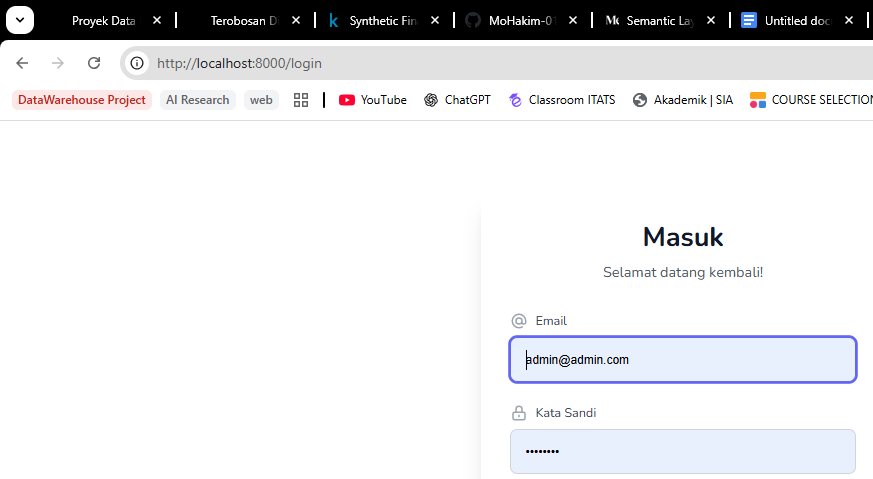 Proyek Data
Terobosan D
Synthetic Fin
MoHakim-01
Semantic Lay
Untitled doc
http://localhost:8000/login
DataWarehouse Project
AI Research
web
YouTube
ChatGPT
Classroom ITATS
Akademik | SIA
COURSE SELECTION
Masuk
Selamat datang kembali!
Email
admin@admin.com
Kata Sandi